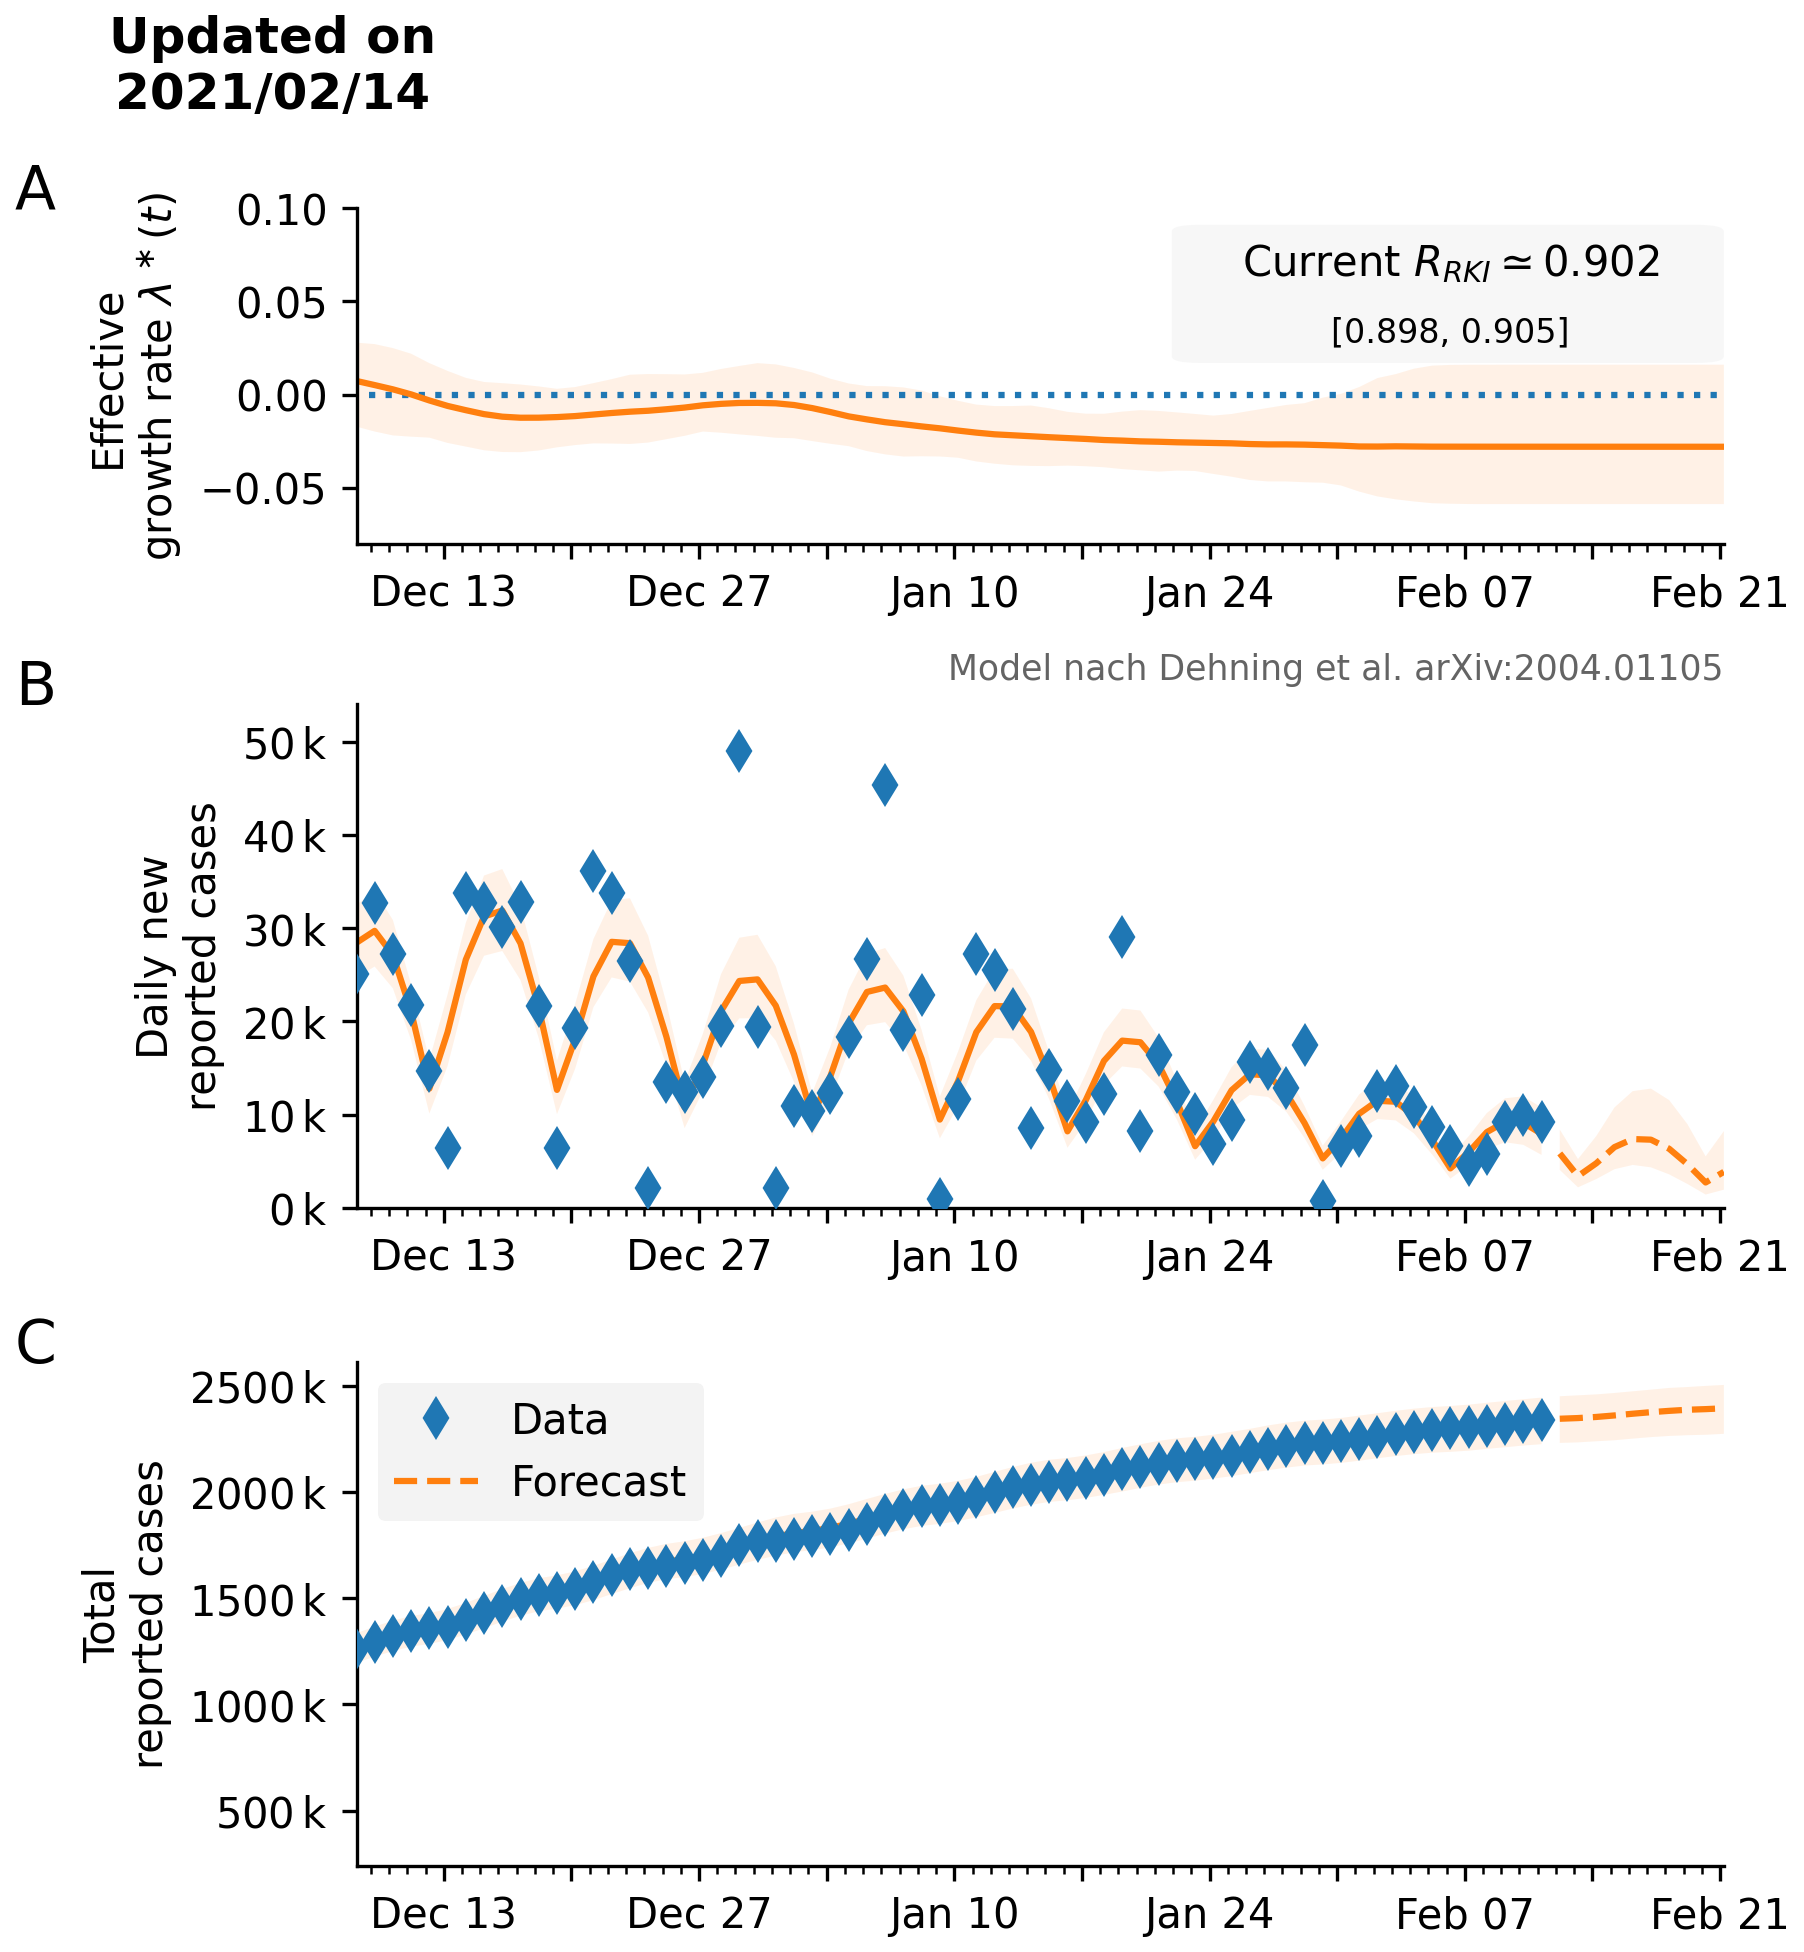 Updated on
2021/02/14
A
Effective
growth rate λ * (t)
0.10
0.05
0.00
−0.05
Current R_RKI ≃ 0.902
[0.898, 0.905]
Dec 13 Dec 27 Jan 10 Jan 24 Feb 07 Feb 21
Model nach Dehning et al. arXiv:2004.01105
B
Daily new
reported cases
50 k
40 k
30 k
20 k
10 k
0 k
Dec 13 Dec 27 Jan 10 Jan 24 Feb 07 Feb 21
C
Total
reported cases
2500 k
2000 k
1500 k
1000 k
500 k
Data
Forecast
Dec 13 Dec 27 Jan 10 Jan 24 Feb 07 Feb 21